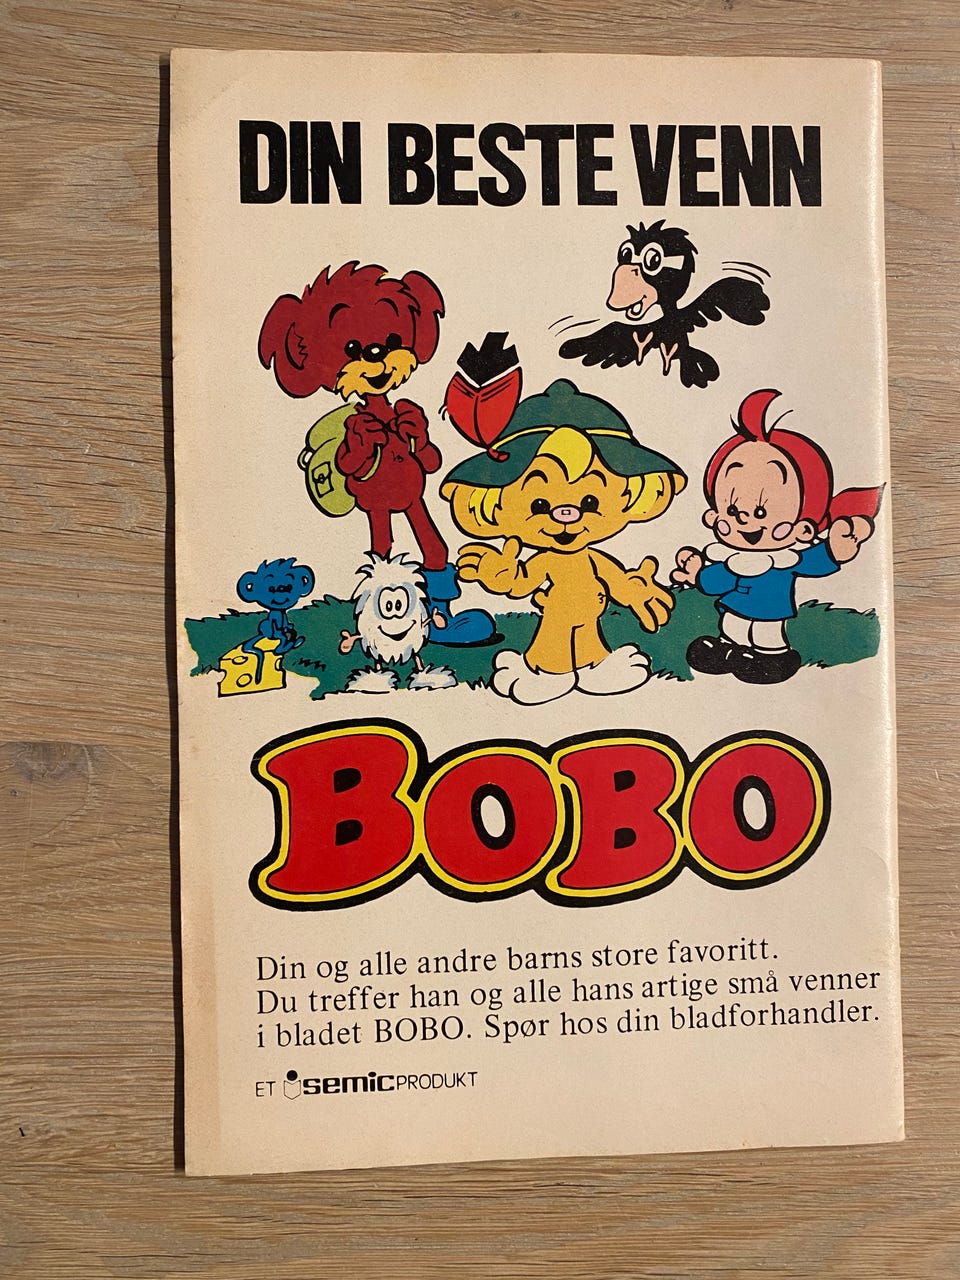 DIN BESTE VENN
BOBO
Din og alle andre barns store favoritt.
Du treffer han og alle hans artige små venner
i bladet BOBO. Spør hos din bladforhandler.
ET semic PRODUKT